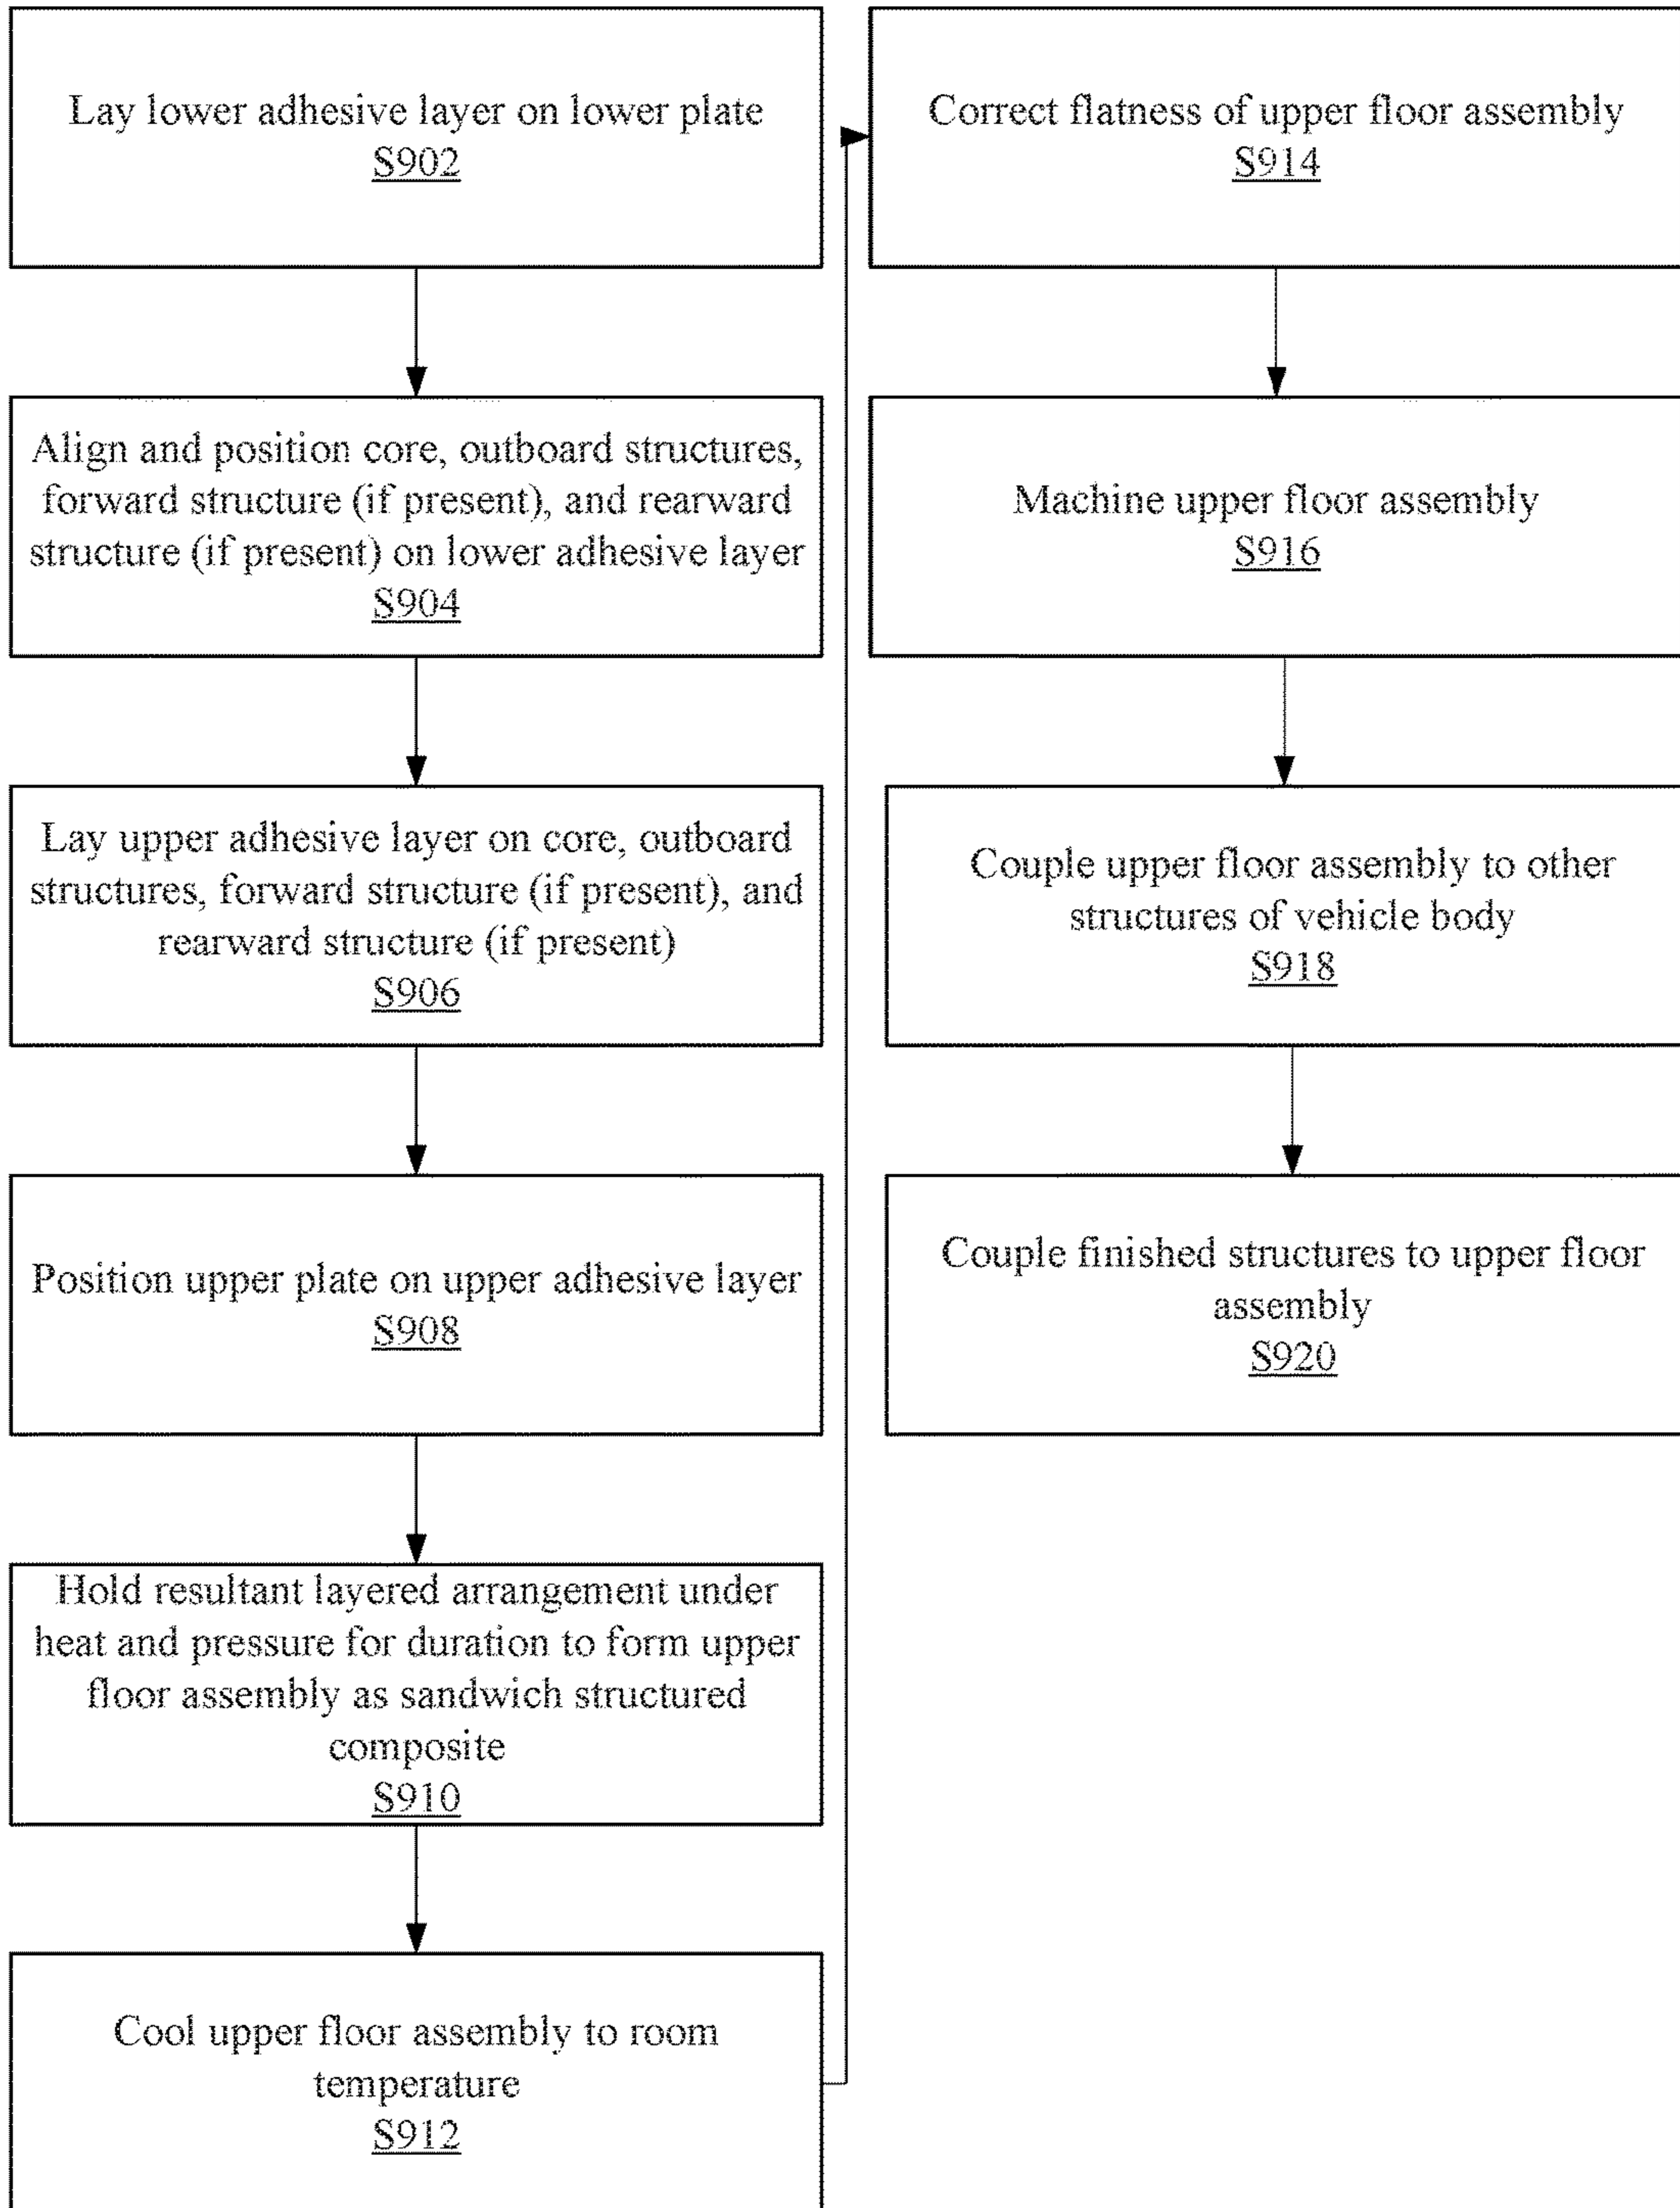 Lay lower adhesive layer on lower plate
S902
Align and position core, outboard structures,
forward structure (if present), and rearward
structure (if present) on lower adhesive layer
S904
Lay upper adhesive layer on core, outboard
structures, forward structure (if present), and
rearward structure (if present)
S906
Position upper plate on upper adhesive layer
S908
Hold resultant layered arrangement under
heat and pressure for duration to form upper
floor assembly as sandwich structured
composite
S910
Cool upper floor assembly to room
temperature
S912
Correct flatness of upper floor assembly
S914
Machine upper floor assembly
S916
Couple upper floor assembly to other
structures of vehicle body
S918
Couple finished structures to upper floor
assembly
S920